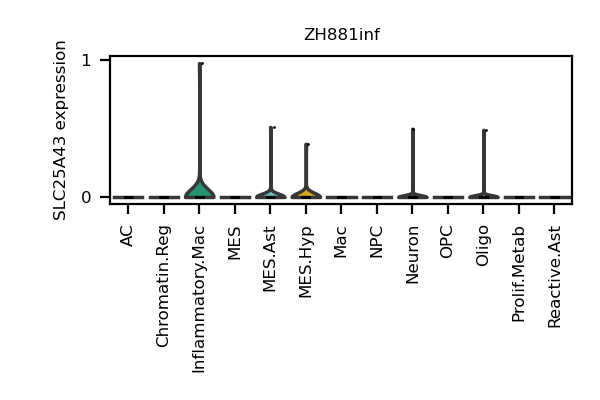 ZH881inf
SLC25A43 expression
1
0
AC
Chromatin.Reg
Inflammatory.Mac
MES
MES.Ast
MES.Hyp
Mac
NPC
Neuron
OPC
Oligo
Prolif.Metab
Reactive.Ast